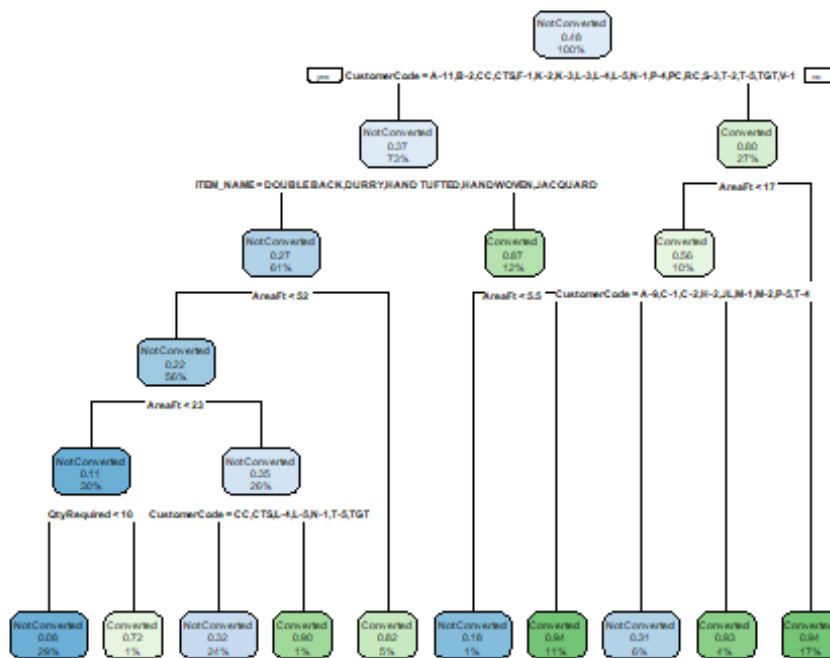 NotConverted
0.48
100%
yes
CustomerCode = A-11,B-2,CC,CTS,F-1,K-2,K-3,L-3,L-4,L-5,N-1,P-4,PC,RC,S-3,T-2,T-5,TGT,V-1
no
NotConverted
0.37
73%
Converted
0.80
27%
ITEM_NAME = DOUBLE BACK,DURRY,HAND TUFTED,HANDWOVEN,JACQUARD
AreaFt < 17
NotConverted
0.27
61%
Converted
0.87
12%
Converted
0.56
10%
AreaFt < 52
AreaFt < 5.5
CustomerCode = A-9,C-1,C-2,H-2,JL,M-1,M-2,P-5,T-4
NotConverted
0.22
56%
AreaFt < 23
NotConverted
0.11
30%
NotConverted
0.35
26%
QtyRequired < 10
CustomerCode = CC,CTS,L-4,L-5,N-1,T-5,TGT
NotConverted
0.08
29%
Converted
0.72
1%
NotConverted
0.32
24%
Converted
0.90
1%
Converted
0.82
5%
NotConverted
0.16
1%
Converted
0.94
11%
NotConverted
0.31
6%
Converted
0.93
4%
Converted
0.94
17%